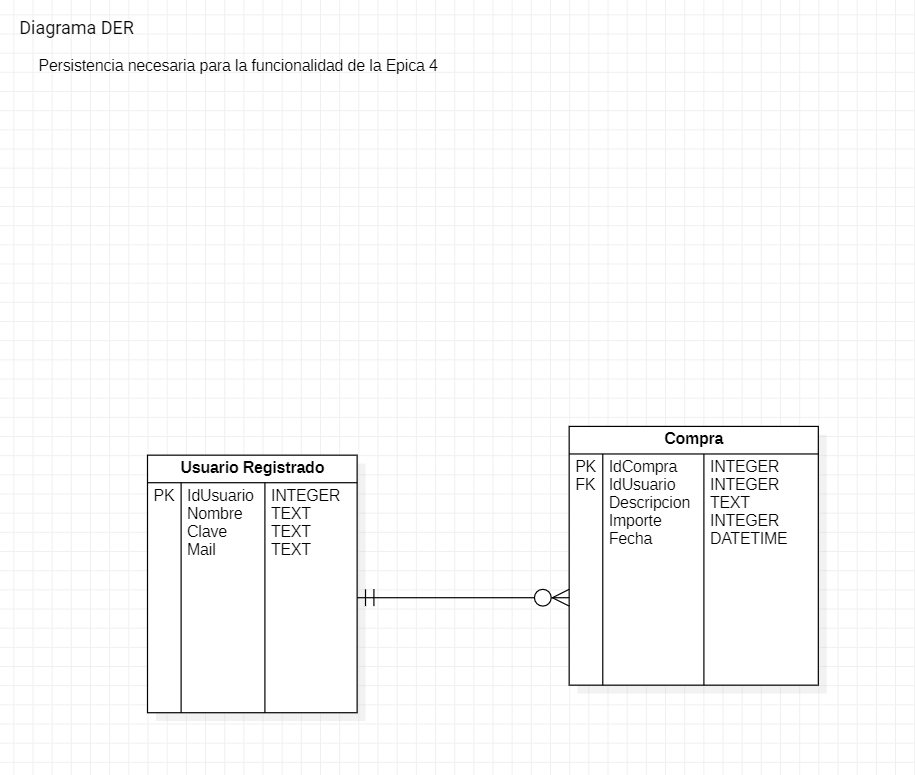 Diagrama DER
Persistencia necesaria para la funcionalidad de la Epica 4
Usuario Registrado
PK IdUsuario INTEGER
Nombre TEXT
Clave TEXT
Mail TEXT
Compra
PK IdCompra INTEGER
FK IdUsuario INTEGER
Descripcion TEXT
Importe INTEGER
Fecha DATETIME